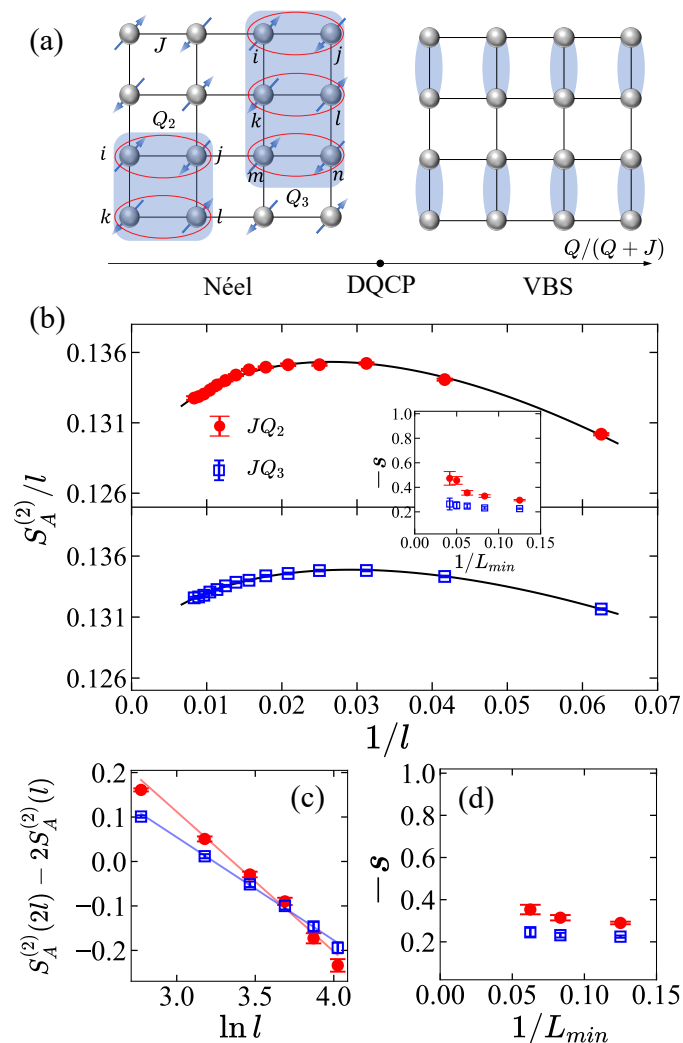 (a)
J
i
j
Q₂
k
l
i
j
m
n
k
l
Q₃
Q/(Q + J)
Néel
DQCP
VBS
(b)
0.136
0.131
0.126
JQ₂
JQ₃
S_A^(2)/l
1.0
0.8
0.6
0.4
0.2
−s
0.00
0.05
0.10
0.15
1/L_min
0.136
0.131
0.126
0.0
0.01
0.02
0.03
0.04
0.05
0.06
0.07
1/l
(c)
0.2
0.1
0.0
−0.1
−0.2
S_A^(2)(2l) − 2S_A^(2)(l)
3.0
3.5
4.0
ln l
(d)
1.0
0.8
0.6
0.4
0.2
−s
0.00
0.05
0.10
0.15
1/L_min